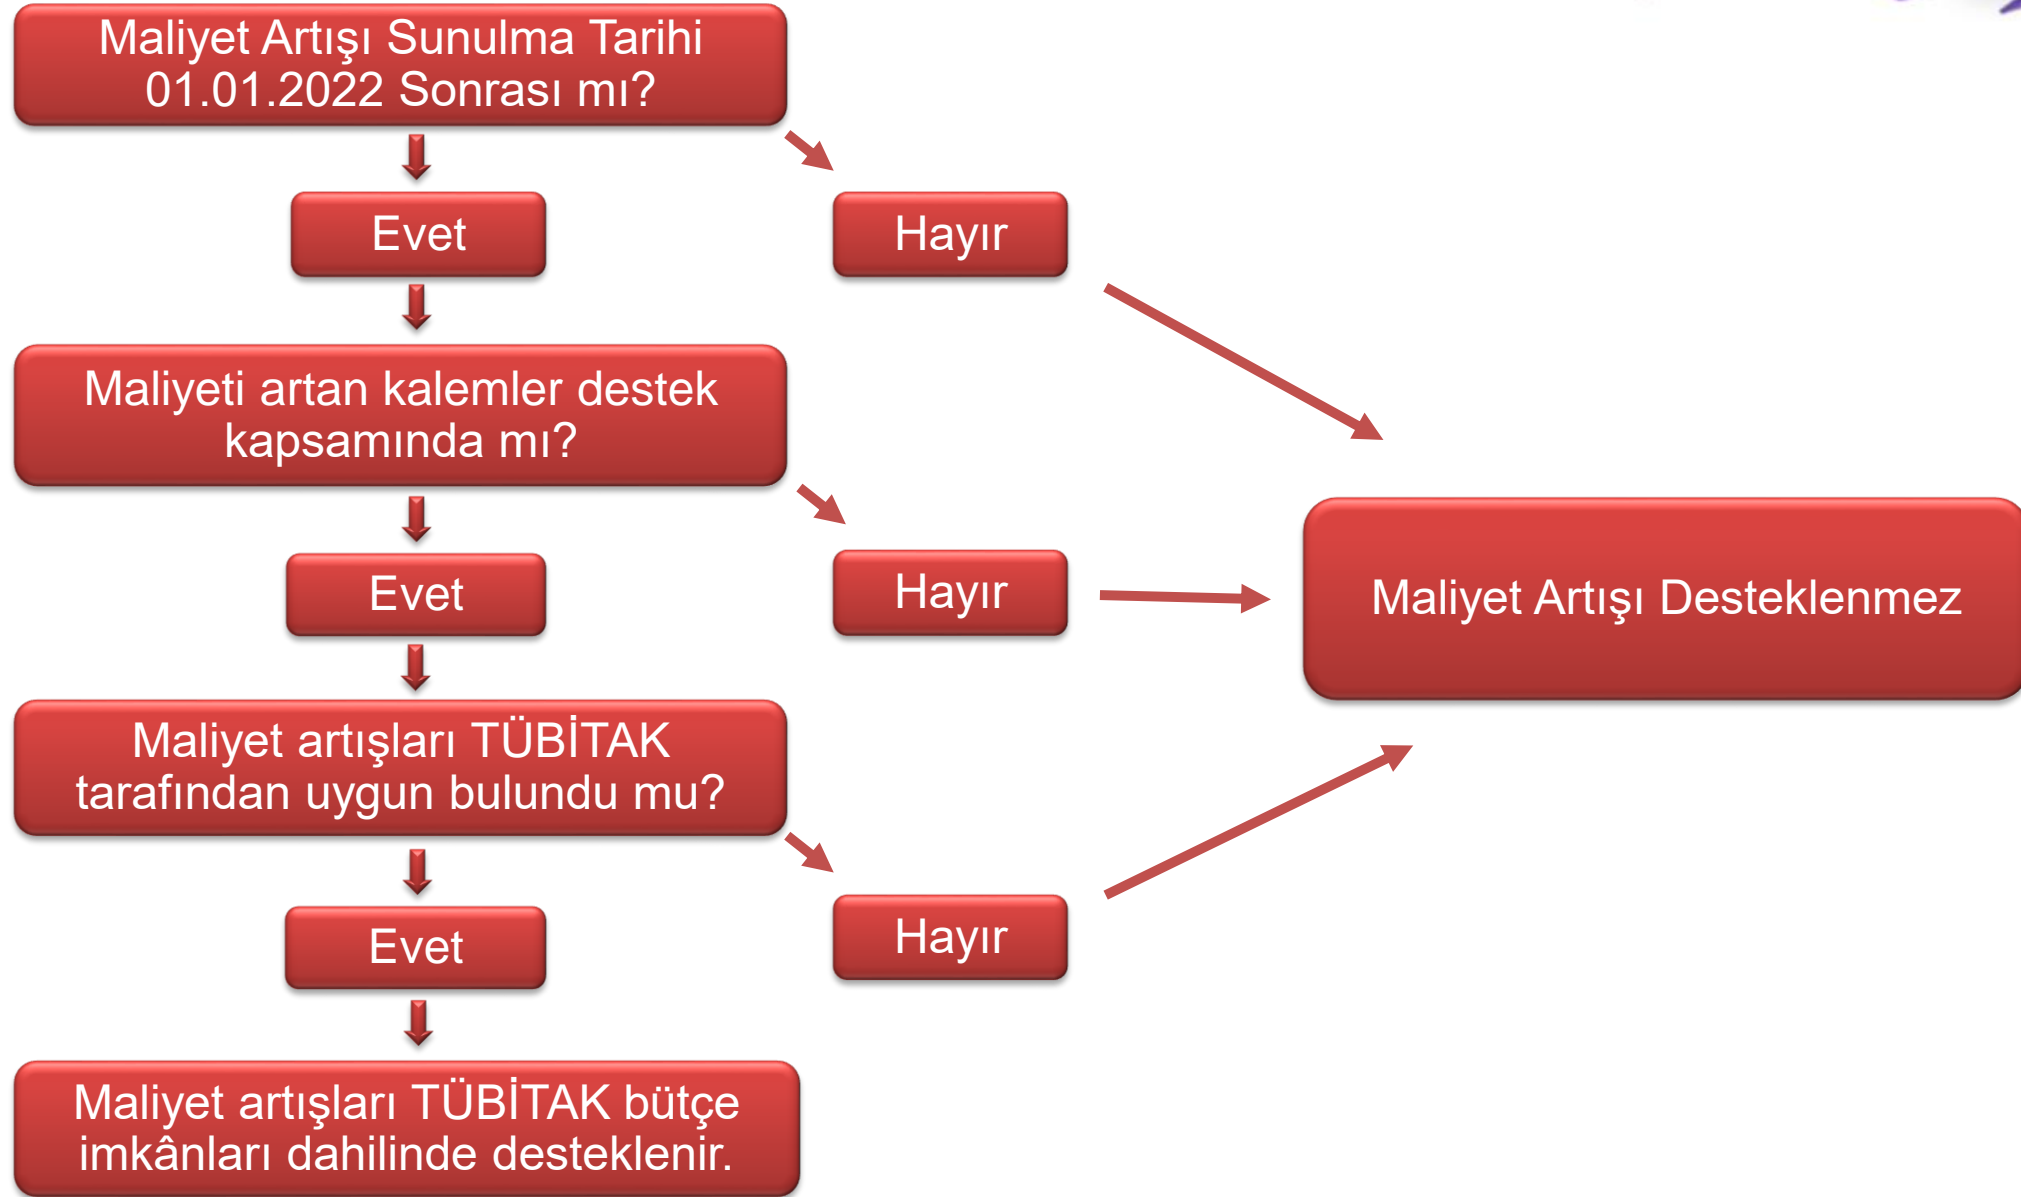 Maliyet Artışı Sunulma Tarihi
01.01.2022 Sonrası mı?
Evet
Hayır
Maliyeti artan kalemler destek
kapsamında mı?
Evet
Hayır
Maliyet Artışı Desteklenmez
Maliyet artışları TÜBİTAK
tarafından uygun bulundu mu?
Evet
Hayır
Maliyet artışları TÜBİTAK bütçe
imkânları dahilinde desteklenir.